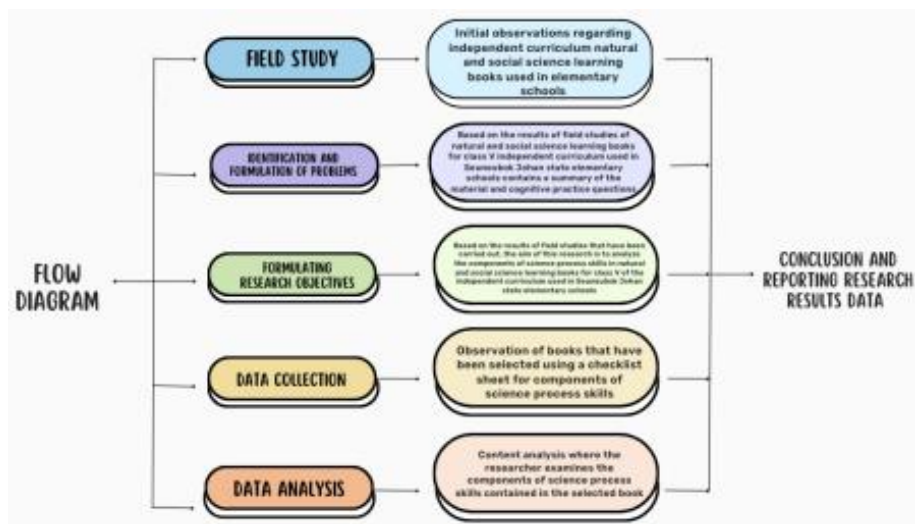 FLOW
DIAGRAM
FIELD STUDY
Initial observations regarding
independent curriculum natural
and social science learning
books used in elementary
schools
IDENTIFICATION AND
FORMULATION OF PROBLEMS
Based on the results of field studies of
natural and social science learning books
for class V independent curriculum used in
Seuneubok Johan state elementary
schools contains a summary of the
material and cognitive practice questions
FORMULATING
RESEARCH OBJECTIVES
Based on the results of field studies that have been
carried out, the aim of this research is to analyze
the components of science process skills in natural
and social science learning books for class V of the
independent curriculum used in Seuneubok Johan
state elementary schools
DATA COLLECTION
Observation of books that have
been selected using a checklist
sheet for components of
science process skills
DATA ANALYSIS
Content analysis where the
researcher examines the
components of science process
skills contained in the selected book
CONCLUSION AND
REPORTING RESEARCH
RESULTS DATA